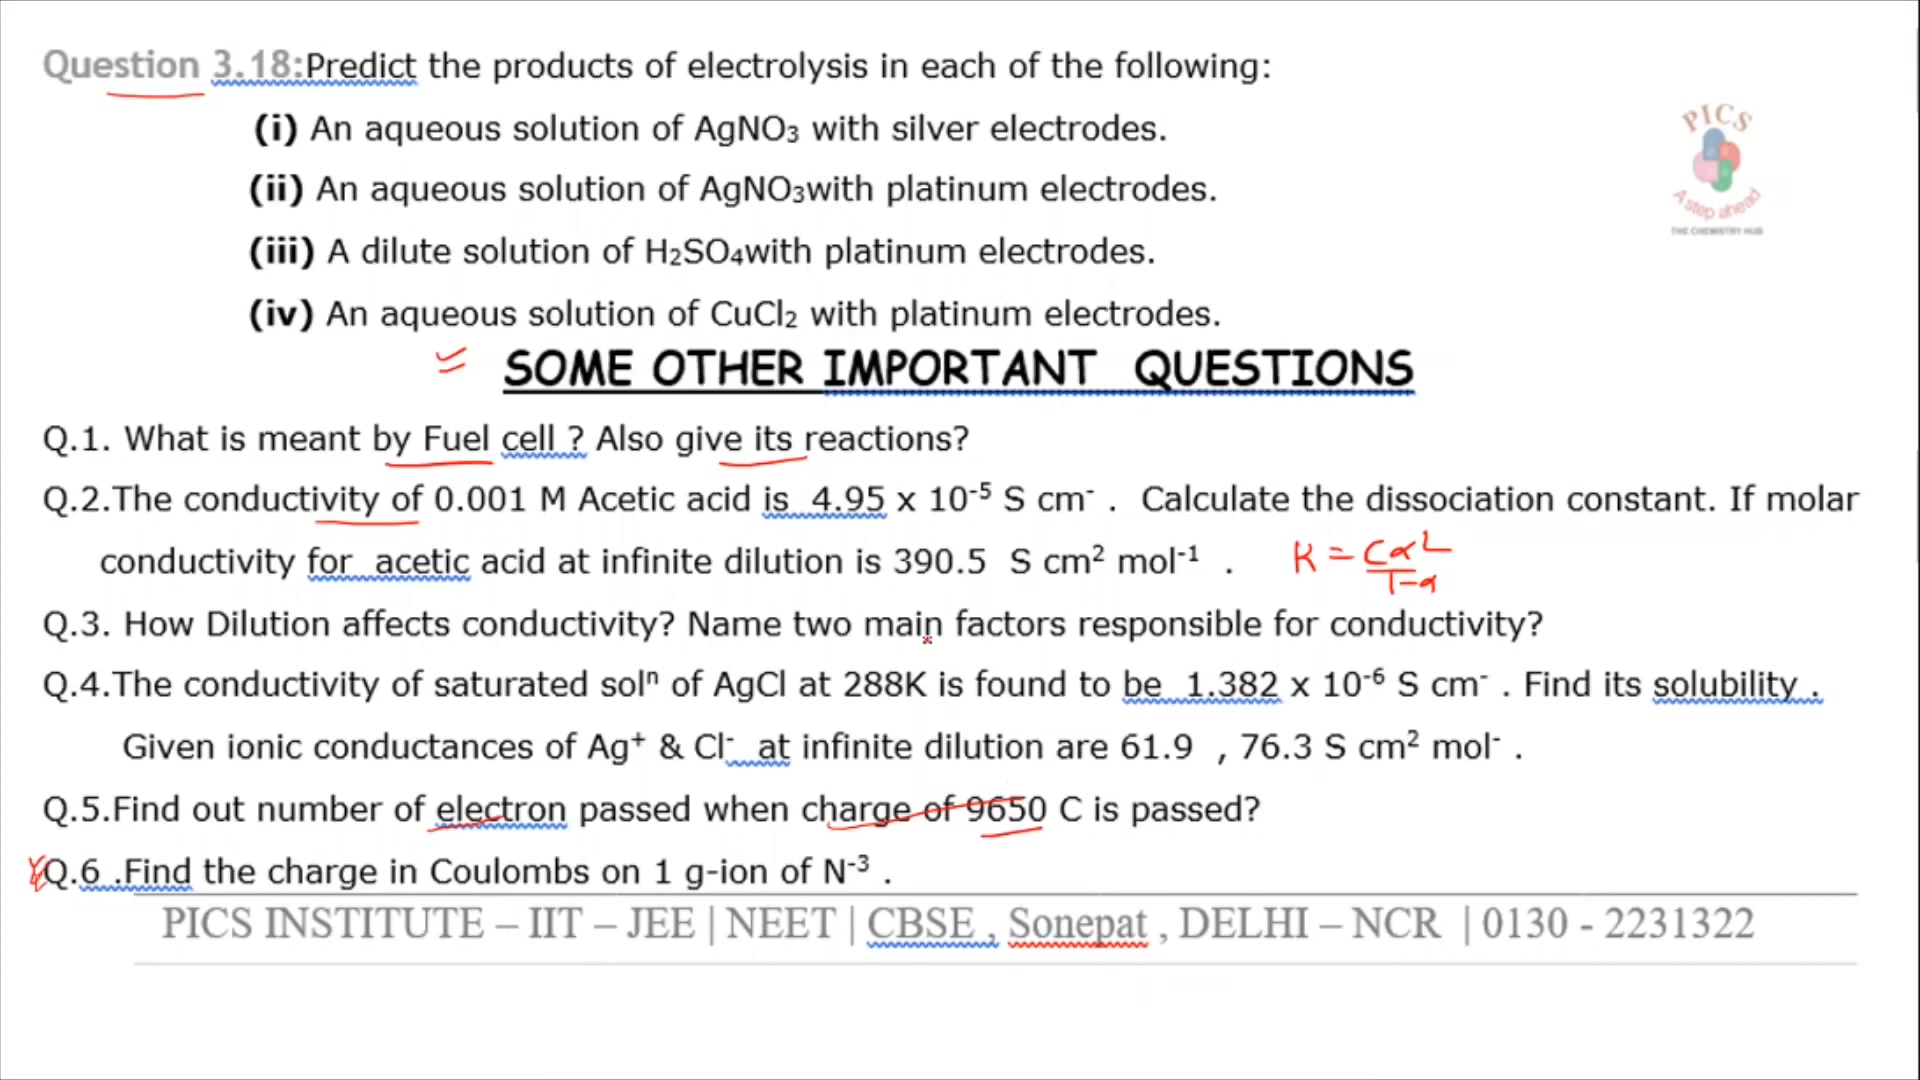 Question 3.18:Predict the products of electrolysis in each of the following:
(i) An aqueous solution of AgNO₃ with silver electrodes.
PICS
(ii) An aqueous solution of AgNO₃with platinum electrodes.
A step ahead
THE CHEMISTRY HUB
(iii) A dilute solution of H₂SO₄with platinum electrodes.
(iv) An aqueous solution of CuCl₂ with platinum electrodes.
SOME OTHER IMPORTANT QUESTIONS
Q.1. What is meant by Fuel cell ? Also give its reactions?
Q.2.The conductivity of 0.001 M Acetic acid is 4.95 x 10⁻⁵ S cm⁻ . Calculate the dissociation constant. If molar
conductivity for acetic acid at infinite dilution is 390.5 S cm² mol⁻¹ . K = Cα²/1-α
Q.3. How Dilution affects conductivity? Name two main factors responsible for conductivity?
Q.4.The conductivity of saturated solⁿ of AgCl at 288K is found to be 1.382 x 10⁻⁶ S cm⁻ . Find its solubility .
Given ionic conductances of Ag⁺ & Cl⁻ at infinite dilution are 61.9 , 76.3 S cm² mol⁻ .
Q.5.Find out number of electron passed when charge of 9650 C is passed?
Q.6 .Find the charge in Coulombs on 1 g-ion of N⁻³ .
PICS INSTITUTE – IIT – JEE | NEET | CBSE , Sonepat , DELHI – NCR | 0130 - 2231322